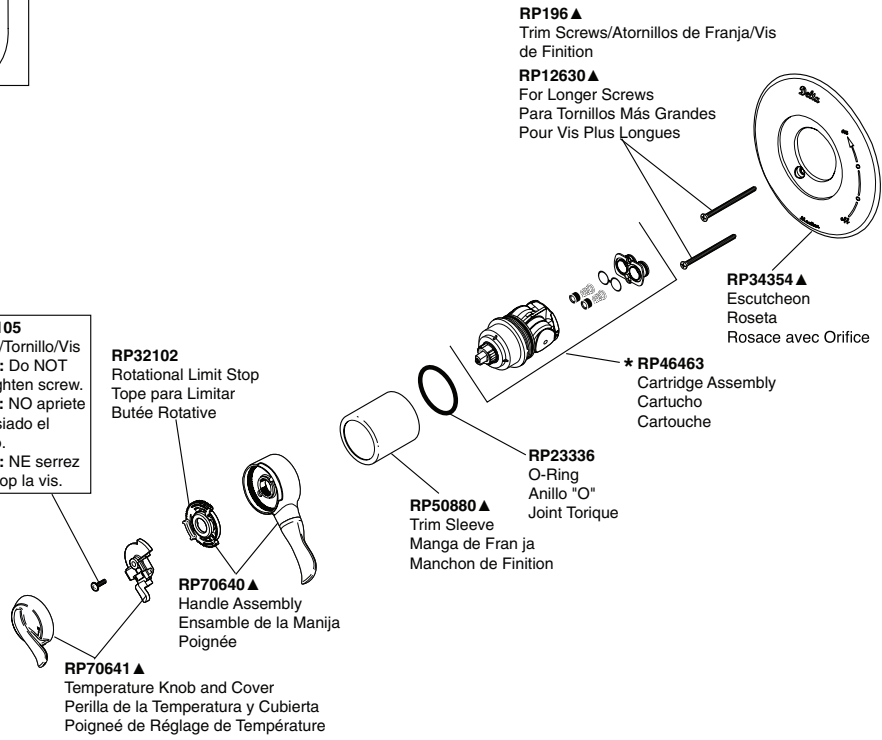 RP196▲
Trim Screws/Atornillos de Franja/Vis
de Finition
RP12630▲
For Longer Screws
Para Tornillos Más Grandes
Pour Vis Plus Longues
Delta
RP34354▲
Escutcheon
Roseta
Rosace avec Orifice
* RP46463
Cartridge Assembly
Cartucho
Cartouche
RP23336
O-Ring
Anillo "O"
Joint Torique
RP50880▲
Trim Sleeve
Manga de Fran ja
Manchon de Finition
RP32102
Rotational Limit Stop
Tope para Limitar
Butée Rotative
105
/Tornillo/Vis
: Do NOT
ghten screw.
: NO apriete
siado el
o.
: NE serrez
op la vis.
RP70640▲
Handle Assembly
Ensamble de la Manija
Poignée
RP70641▲
Temperature Knob and Cover
Perilla de la Temperatura y Cubierta
Poigneé de Réglage de Température